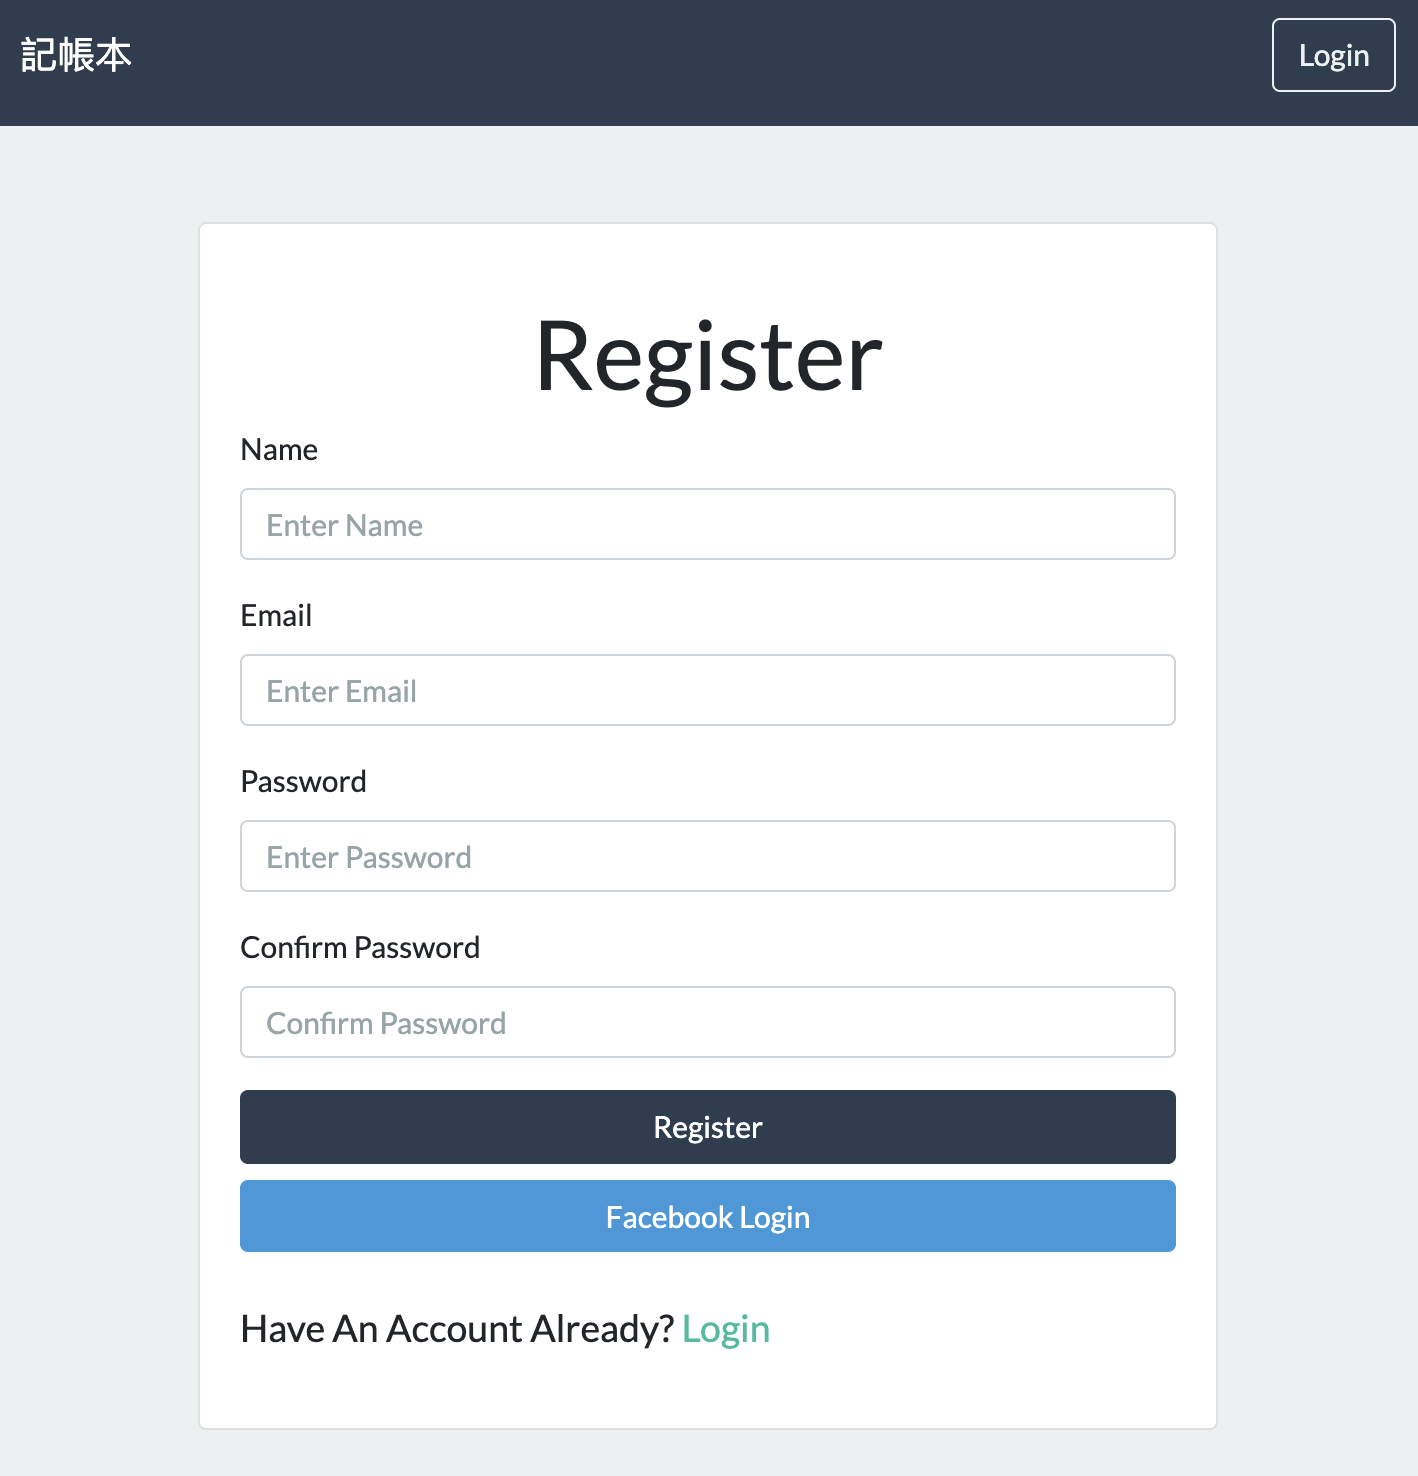 記帳本
Login
Register
Name
Enter Name
Email
Enter Email
Password
Enter Password
Confirm Password
Confirm Password
Register
Facebook Login
Have An Account Already? Login